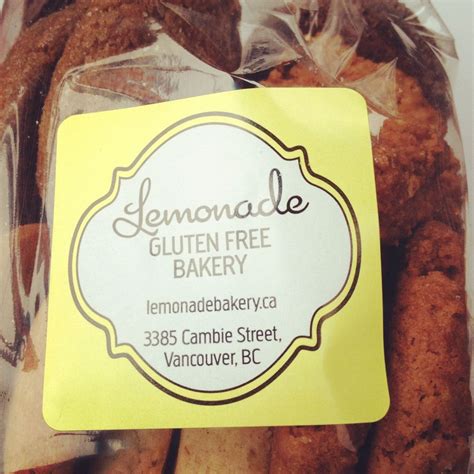 Lemonade
GLUTEN FREE
BAKERY
lemonadebakery.ca
3385 Cambie Street,
Vancouver, BC